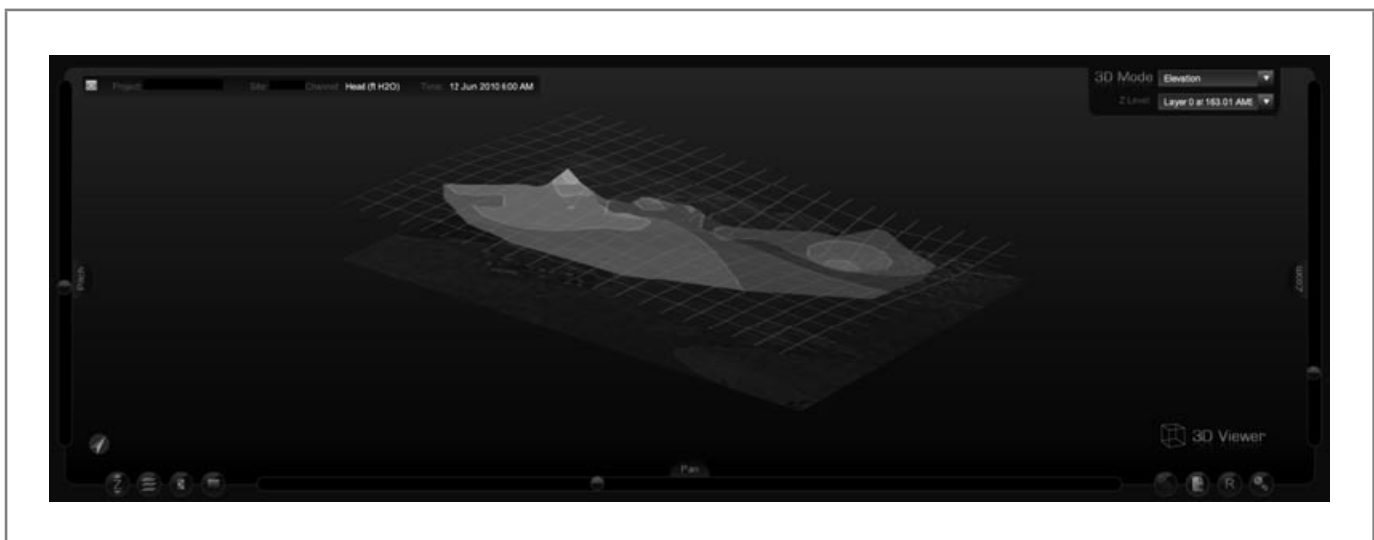 Project: Site: Channel: Head (ft H2O) Time: 12 Jun 2010 6:00 AM
3D Mode Elevation
Z Level: Layer 0 at 163.01 AMS
Pitch
Zoom
3D Viewer
Pan
Z
R